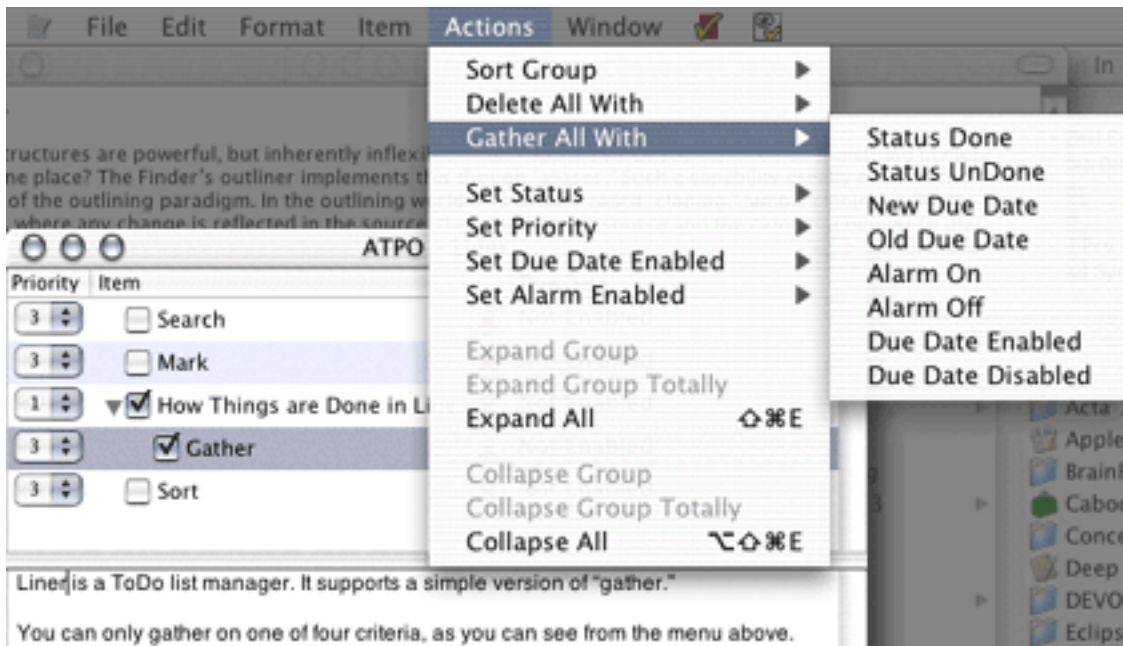 File Edit Format Item Actions Window
In
Sort Group
Delete All With
Gather All With
Set Status
Set Priority
Set Due Date Enabled
Set Alarm Enabled
Expand Group
Expand Group Totally
Expand All ⇧⌘E
Collapse Group
Collapse Group Totally
Collapse All ⌥⇧⌘E
Status Done
Status UnDone
New Due Date
Old Due Date
Alarm On
Alarm Off
Due Date Enabled
Due Date Disabled
structures are powerful, but inherently
place? The Finder's outliner implements
of the outlining paradigm. In the outlining
where any change is reflected in the source
ATPO
Priority Item
3 Search
3 Mark
1 How Things are Done in
3 Gather
3 Sort
Not Enabled
Liner is a ToDo list manager. It supports a simple version of "gather."
You can only gather on one of four criteria, as you can see from the menu above.
Acta
Apple
Brain
Caboo
Conce
Deep
DEVO
Eclips